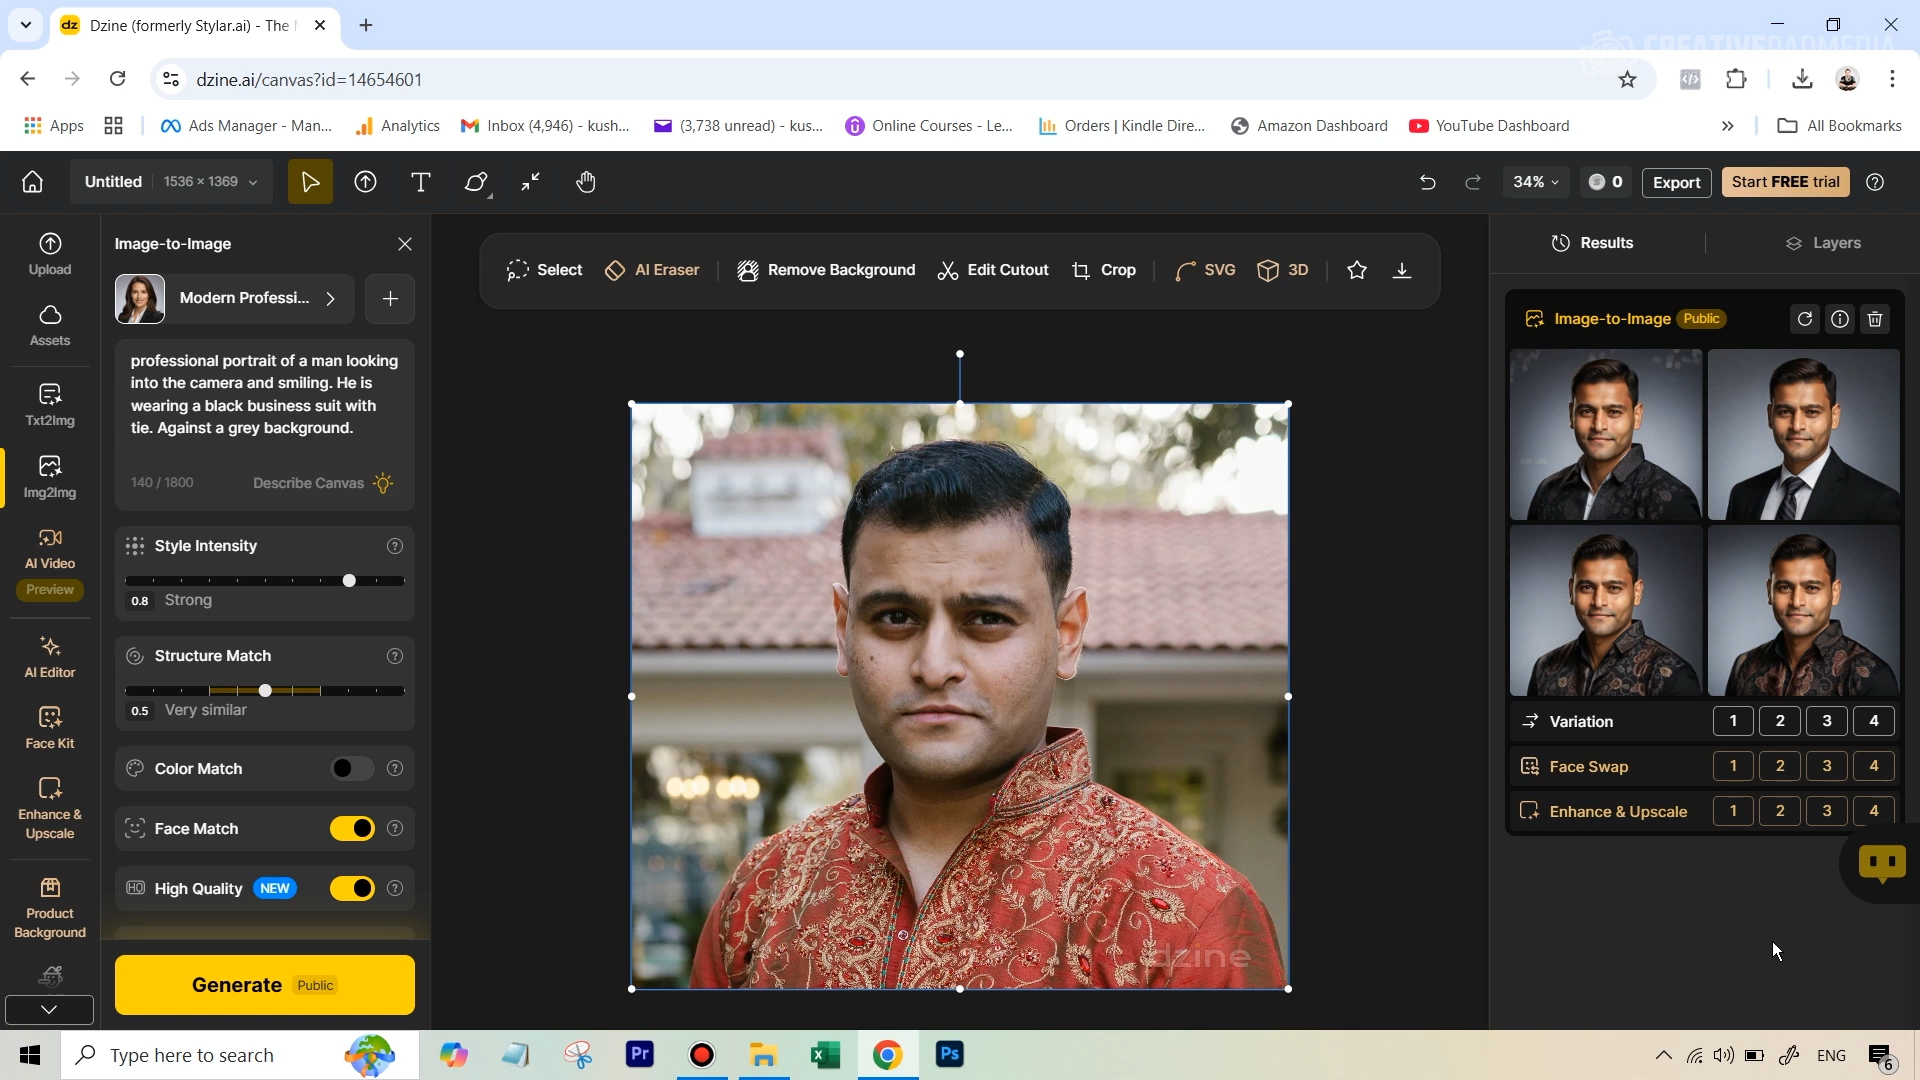 dz
Dzine (formerly Stylar.ai) - The
CREATIVEDADMEDIA
dzine.ai/canvas?id=14654601
Apps
Ads Manager - Man...
Analytics
Inbox (4,946) - kush...
(3,738 unread) - kus...
Online Courses - Le...
Orders | Kindle Dire...
Amazon Dashboard
YouTube Dashboard
All Bookmarks
Untitled
1536 × 1369
34%
0
Export
Start FREE trial
Upload
Assets
Txt2Img
Img2Img
AI Video
Preview
AI Editor
Face Kit
Enhance &
Upscale
Product
Background
Image-to-Image
Modern Professi...
professional portrait of a man looking
into the camera and smiling. He is
wearing a black business suit with
tie. Against a grey background.
140 / 1800
Describe Canvas
Style Intensity
0.8 Strong
Structure Match
0.5 Very similar
Color Match
Face Match
HQ High Quality NEW
Generate Public
Select
AI Eraser
Remove Background
Edit Cutout
Crop
SVG
3D
dzine
Results
Layers
Image-to-Image Public
Variation 1 2 3 4
Face Swap 1 2 3 4
Enhance & Upscale 1 2 3 4
Type here to search
Pr
Ps
ENG
6